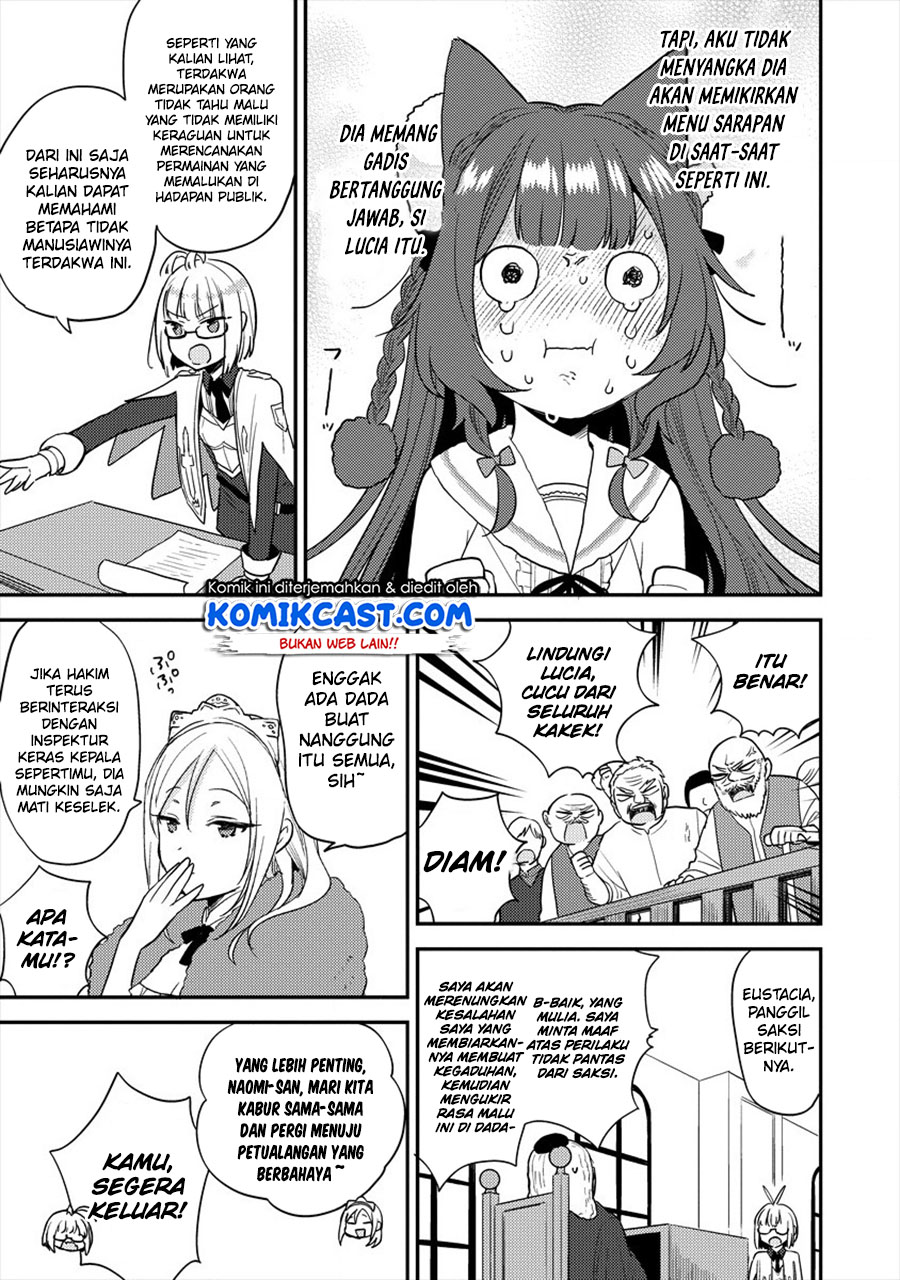 TAPI, AKU TIDAK
MENYANGKA DIA
AKAN MEMIKIRKAN
MENU SARAPAN
DI SAAT-SAAT
SEPERTI INI.
DIA MEMANG
GADIS
BERTANGGUNG
JAWAB, SI
LUCIA ITU.
SEPERTI YANG
KALIAN LIHAT,
TERDAKWA
MERUPAKAN ORANG
TIDAK TAHU MALU
YANG TIDAK MEMILIKI
KERAGUAN UNTUK
MERENCANAKAN
PERMAINAN YANG
MEMALUKAN DI
HADAPAN PUBLIK.
DARI INI SAJA
SEHARUSNYA
KALIAN DAPAT
MEMAHAMI
BETAPA TIDAK
MANUSIAWINYA
TERDAKWA INI.
Komik ini diterjemahkan & diedit oleh
KOMIKCAST.COM
BUKAN WEB LAIN!!
ITU
BENAR!
LINDUNGI
LUCIA,
CUCU DARI
SELURUH
KAKEK!
DIAM!
ENGGAK
ADA DADA
BUAT
NANGGUNG
ITU SEMUA,
SIH~
JIKA HAKIM
TERUS
BERINTERAKSI
DENGAN
INSPEKTUR
KERAS KEPALA
SEPERTIMU, DIA
MUNGKIN SAJA
MATI KESELEK.
APA
KATA-
MU!?
EUSTACIA,
PANGGIL
SAKSI
BERIKUT-
NYA.
B-BAIK, YANG
MULIA. SAYA
MINTA MAAF
ATAS PERILAKU
TIDAK PANTAS
DARI SAKSI.
SAYA AKAN
MERENUNGKAN
KESALAHAN
SAYA YANG
MEMBIARKAN-
NYA MEMBUAT
KEGADUHAN,
KEMUDIAN
MENGUKIR
RASA MALU
INI DI DADA-
YANG LEBIH PENTING,
NAOMI-SAN, MARI KITA
KABUR SAMA-SAMA
DAN PERGI MENUJU
PETUALANGAN YANG
BERBAHAYA~
KAMU,
SEGERA
KELUAR!